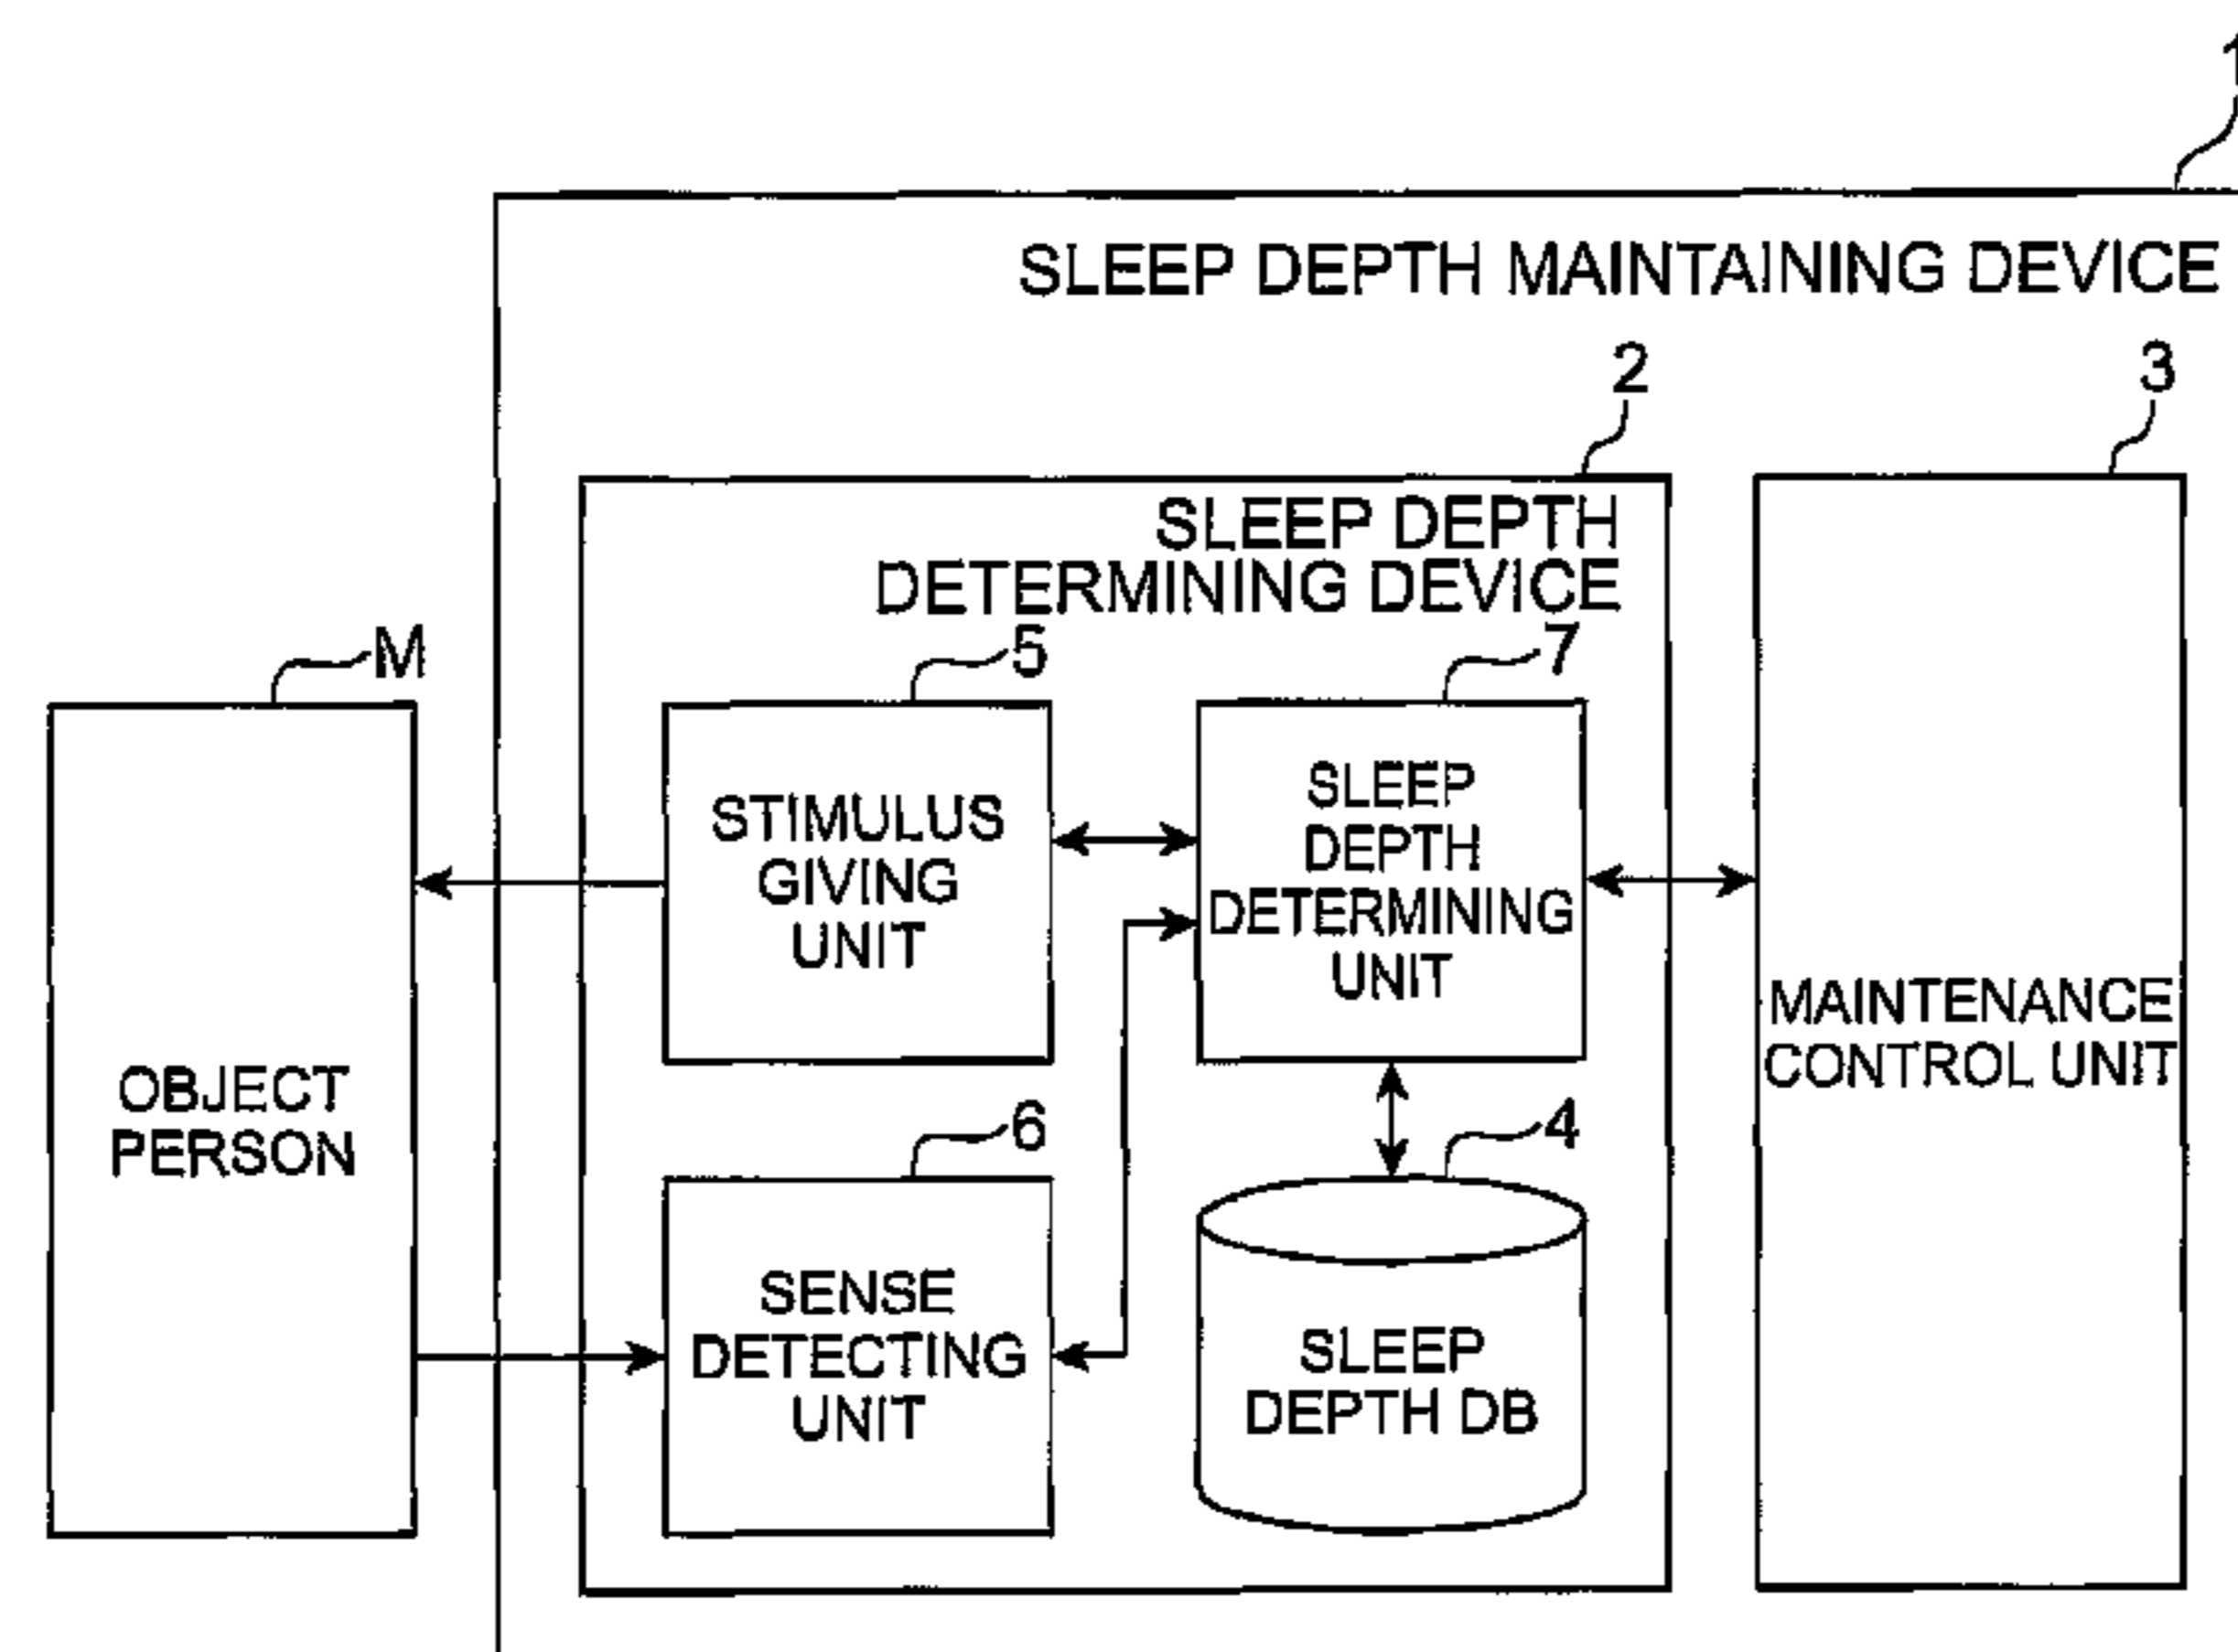 1
SLEEP DEPTH MAINTAINING DEVICE
2
3
SLEEP DEPTH
DETERMINING DEVICE
M
5
7
STIMULUS
GIVING
UNIT
SLEEP
DEPTH
DETERMINING
UNIT
MAINTENANCE
CONTROL UNIT
OBJECT
PERSON
6
4
SENSE
DETECTING
UNIT
SLEEP
DEPTH DB